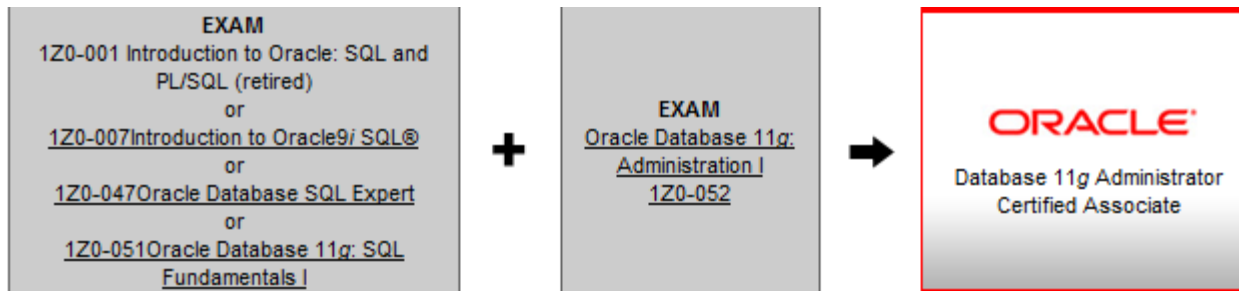 EXAM
1Z0-001 Introduction to Oracle: SQL and
PL/SQL (retired)
or
1Z0-007Introduction to Oracle9i SQL®
or
1Z0-047Oracle Database SQL Expert
or
1Z0-051Oracle Database 11g: SQL
Fundamentals I
EXAM
Oracle Database 11g:
Administration I
1Z0-052
ORACLE
Database 11g Administrator
Certified Associate